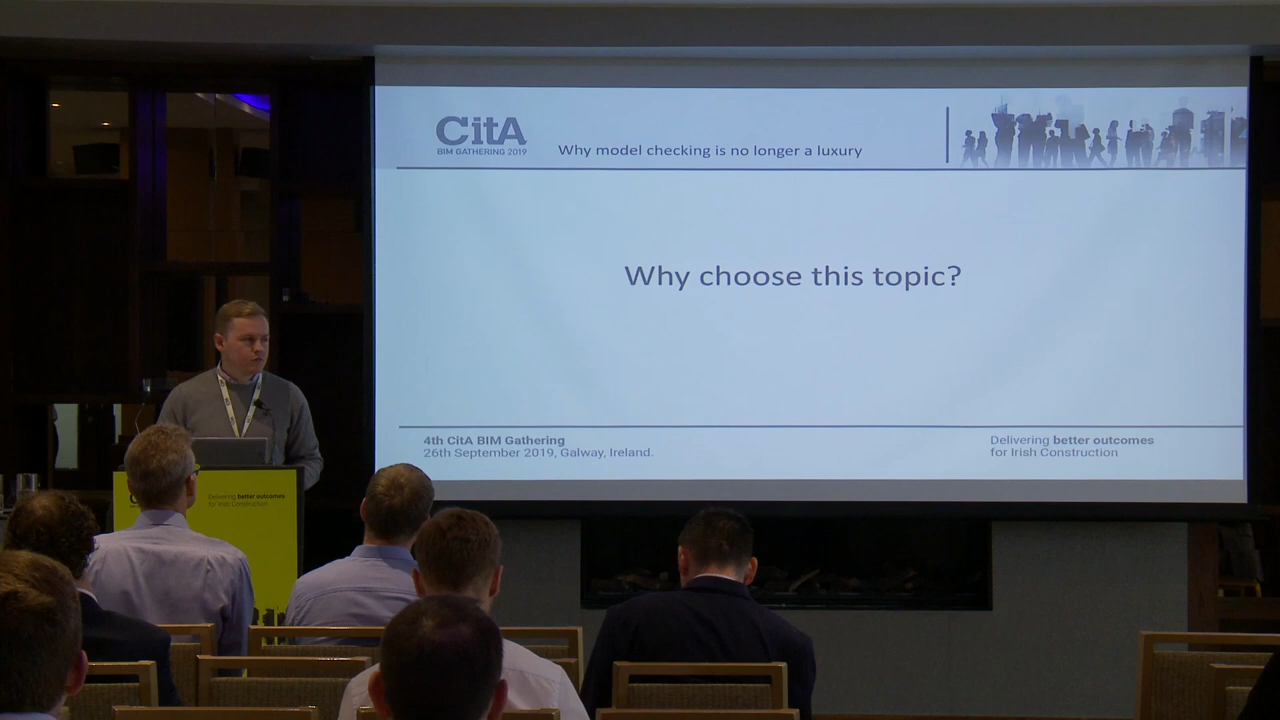 CitA
BIM GATHERING 2019
Why model checking is no longer a luxury
Why choose this topic?
4th CitA BIM Gathering
26th September 2019, Galway, Ireland.
Delivering better outcomes
for Irish Construction
Delivering better outcomes
for Irish Construction